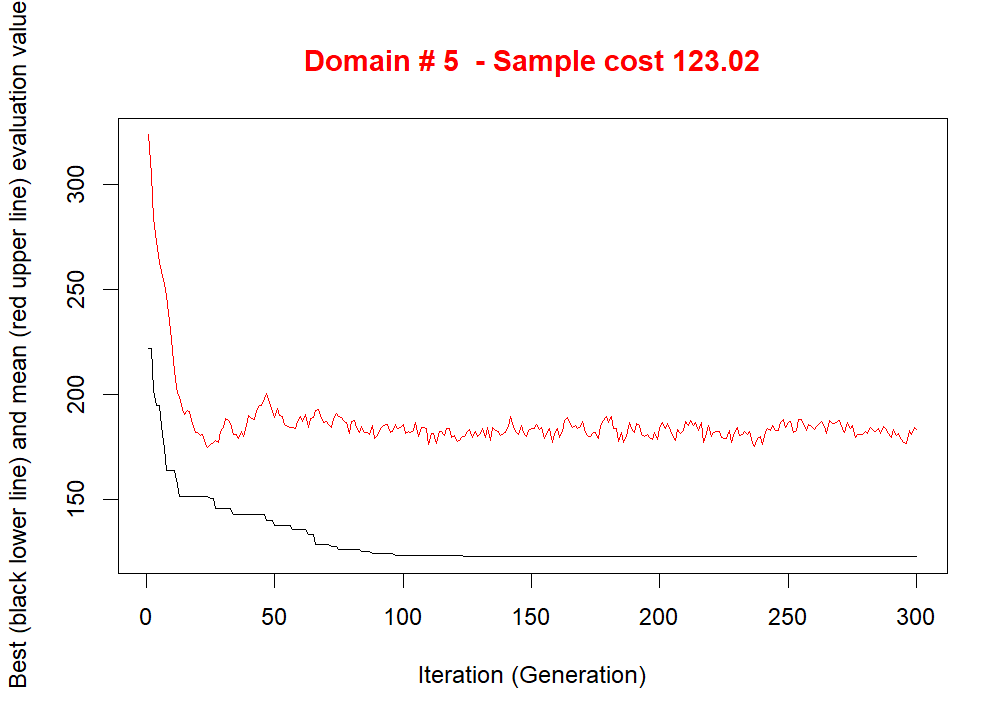 Domain # 5  - Sample cost 123.02
Best (black lower line) and mean (red upper line) evaluation value
300
250
200
150
0 50 100 150 200 250 300
Iteration (Generation)